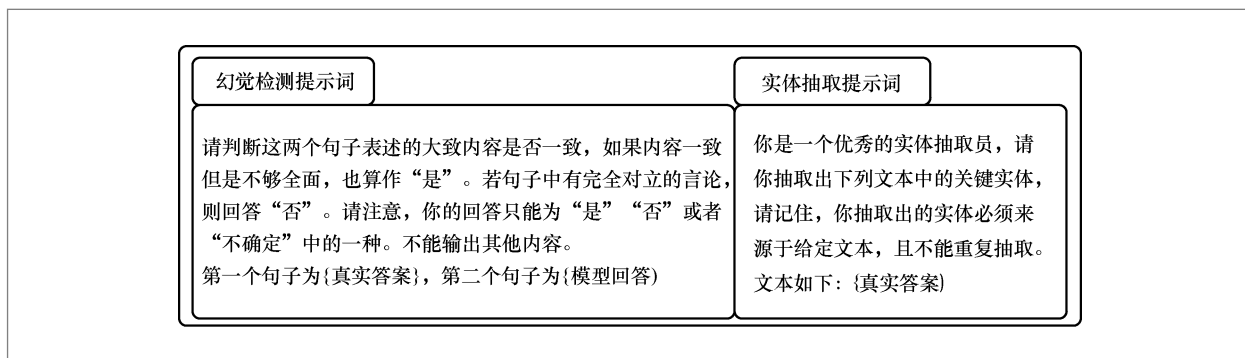 幻觉检测提示词
请判断这两个句子表述的大致内容是否一致，如果内容一致
但是不够全面，也算作“是”。若句子中有完全对立的言论，
则回答“否”。请注意，你的回答只能为“是”“否”或者
“不确定”中的一种。不能输出其他内容。
第一个句子为{真实答案}，第二个句子为{模型回答)
实体抽取提示词
你是一个优秀的实体抽取员，请
你抽取出下列文本中的关键实体，
请记住，你抽取出的实体必须来
源于给定文本，且不能重复抽取。
文本如下：{真实答案)